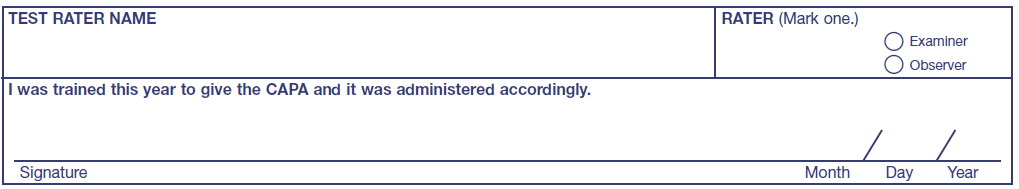 TEST RATER NAME
RATER (Mark one.)
Examiner
Observer
I was trained this year to give the CAPA and it was administered accordingly.
/ /
Signature Month Day Year